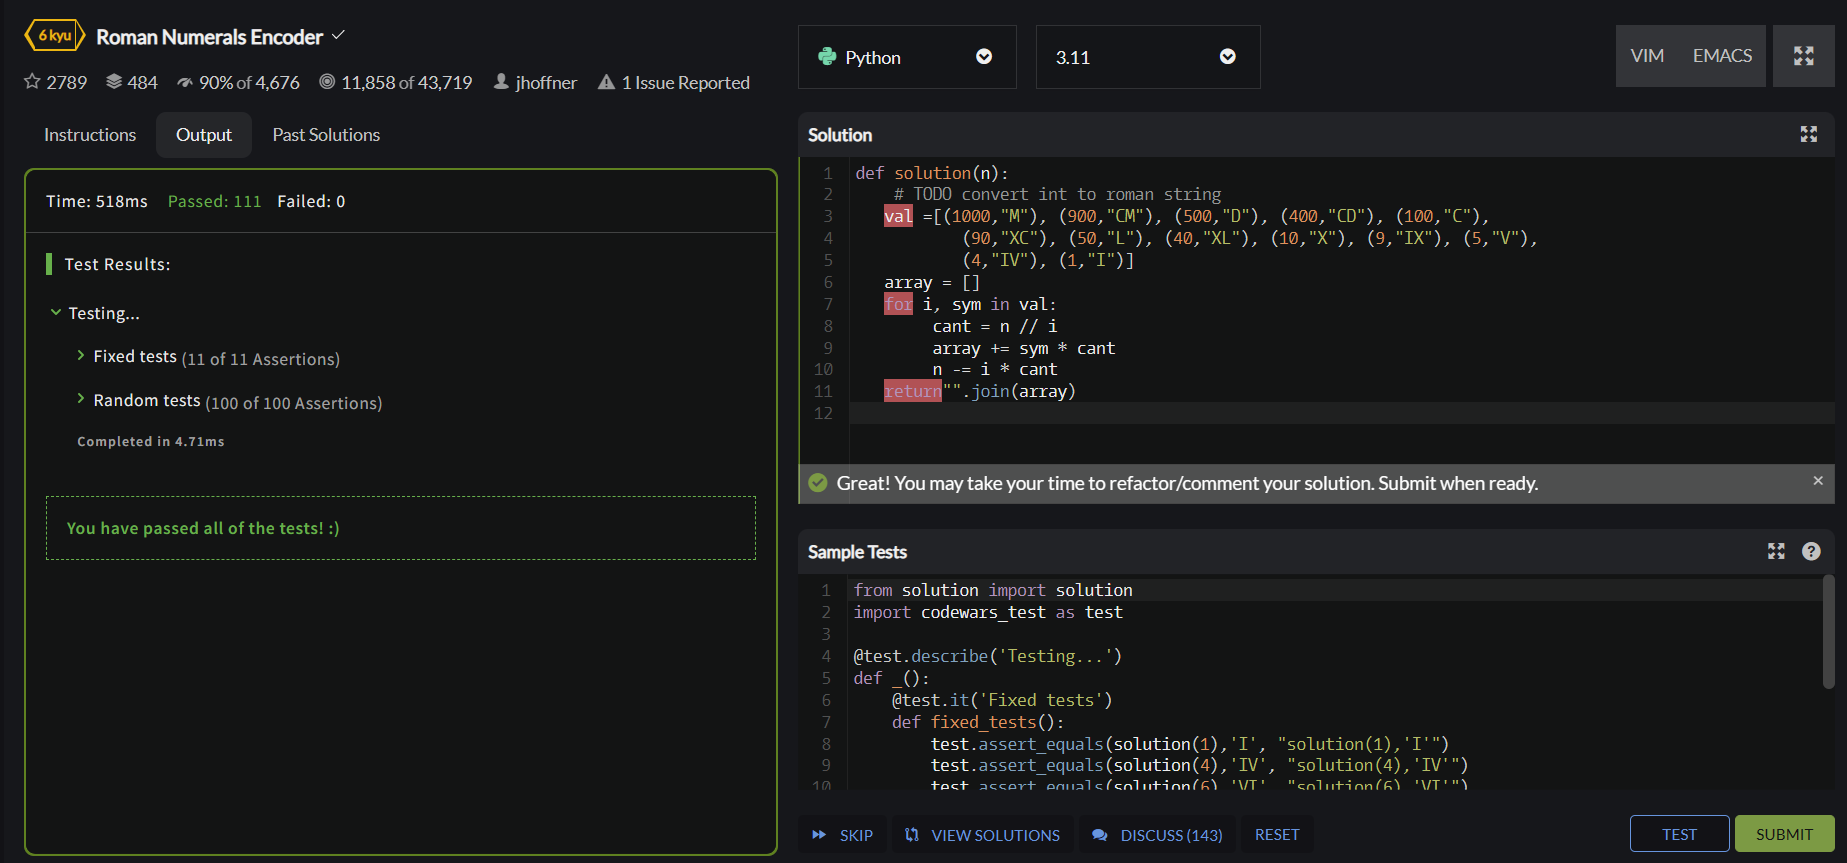 6 kyu Roman Numerals Encoder
2789 484 90% of 4,676 11,858 of 43,719 jhoffner 1 Issue Reported
Instructions Output Past Solutions
Time: 518ms Passed: 111 Failed: 0
Test Results:
Testing...
Fixed tests (11 of 11 Assertions)
Random tests (100 of 100 Assertions)
Completed in 4.71ms
You have passed all of the tests! :)
Python 3.11 VIM EMACS
Solution
1 def solution(n):
2     # TODO convert int to roman string
3    val =[(1000,"M"), (900,"CM"), (500,"D"), (400,"CD"), (100,"C"),
4            (90,"XC"), (50,"L"), (40,"XL"), (10,"X"), (9,"IX"), (5,"V"),
5            (4,"IV"), (1,"I")]
6    array = []
7    for i, sym in val:
8         cant = n // i
9         array += sym * cant
10         n -= i * cant
11    return"".join(array)
12
Great! You may take your time to refactor/comment your solution. Submit when ready. ×
Sample Tests ?
1 from solution import solution
2 import codewars_test as test
3
4 @test.describe('Testing...')
5 def _():
6     @test.it('Fixed tests')
7     def fixed_tests():
8         test.assert_equals(solution(1),'I', "solution(1),'I'")
9         test.assert_equals(solution(4),'IV', "solution(4),'IV'")
10         test.assert_equals(solution(6),'VI', "solution(6),'VI'")
SKIP VIEW SOLUTIONS DISCUSS (143) RESET TEST SUBMIT